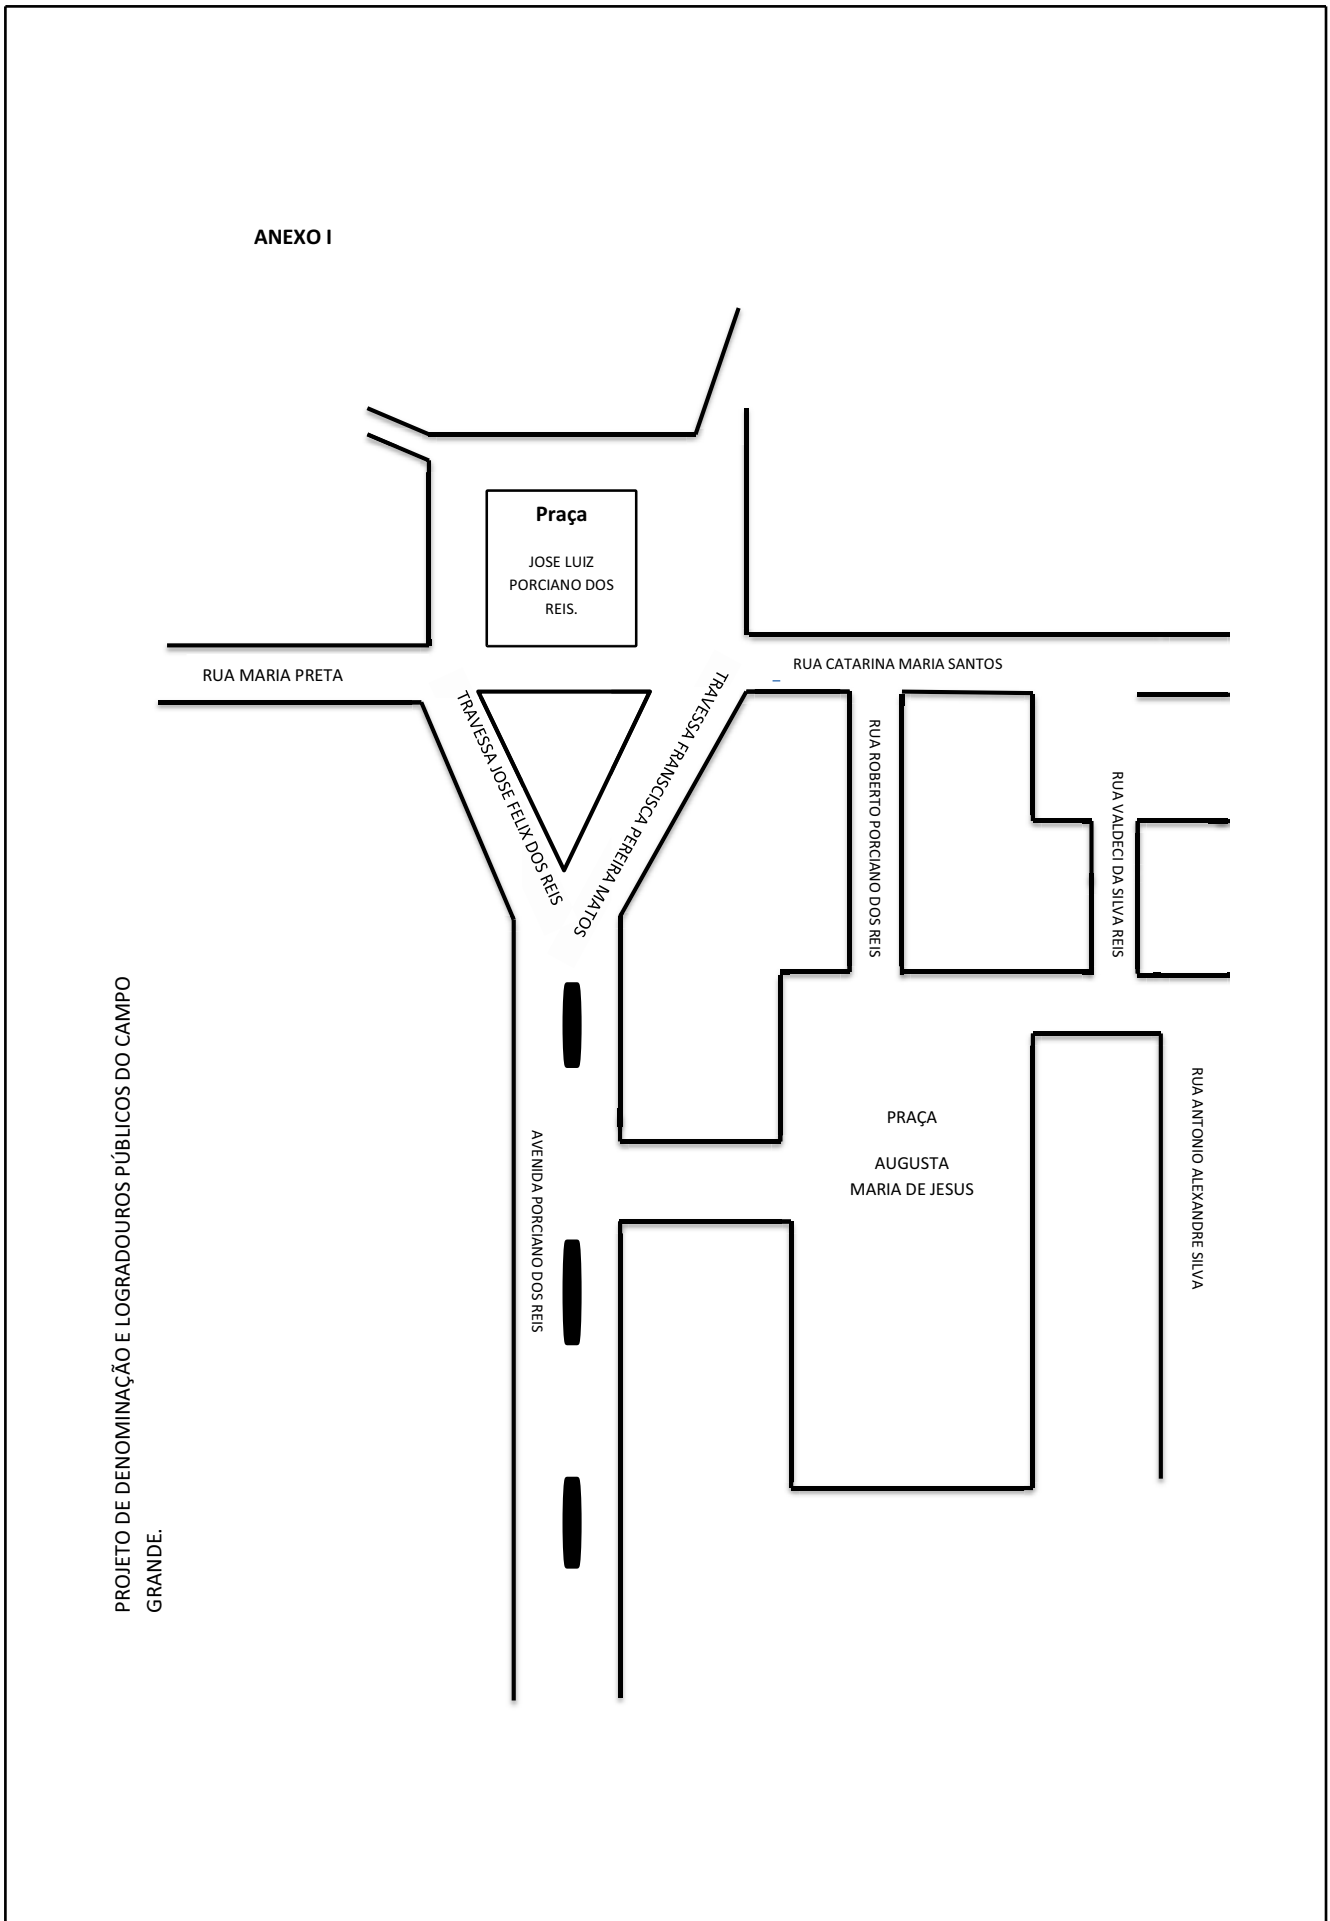 ANEXO I
Praça
JOSE LUIZ
PORCIANO DOS
REIS.
RUA MARIA PRETA
RUA CATARINA MARIA SANTOS
TRAVESSA JOSE FELIX DOS REIS
TRAVESSA FRANSCISCA PEREIRA MATOS
RUA ROBERTO PORCIANO DOS REIS
RUA VALDECI DA SILVA REIS
PROJETO DE DENOMINAÇÃO E LOGRADOUROS PÚBLICOS DO CAMPO
GRANDE.
AVENIDA PORCIANO DOS REIS
PRAÇA
AUGUSTA
MARIA DE JESUS
RUA ANTONIO ALEXANDRE SILVA